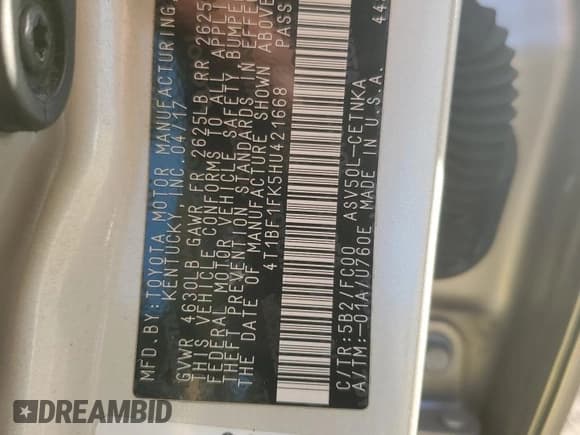 MFD. BY: TOYOTA MOTOR MANUFACTURING,
KENTUCKY, INC. 04/17
GVWR 4630LB GAWR FR 2625LB RR 2625
THIS VEHICLE CONFORMS TO ALL APPLI
FEDERAL MOTOR VEHICLE SAFETY BUMPER
THEFT PREVENTION STANDARDS IN EFFE
THE DATE OF MANUFACTURE SHOWN ABOVE
4T1BF1FK5HU421668 PASS
C/TR:5B2/FC00 ASV50L-CETNKA 44
A/TM:-01A/U760E MADE IN U.S.A.
DREAMBID